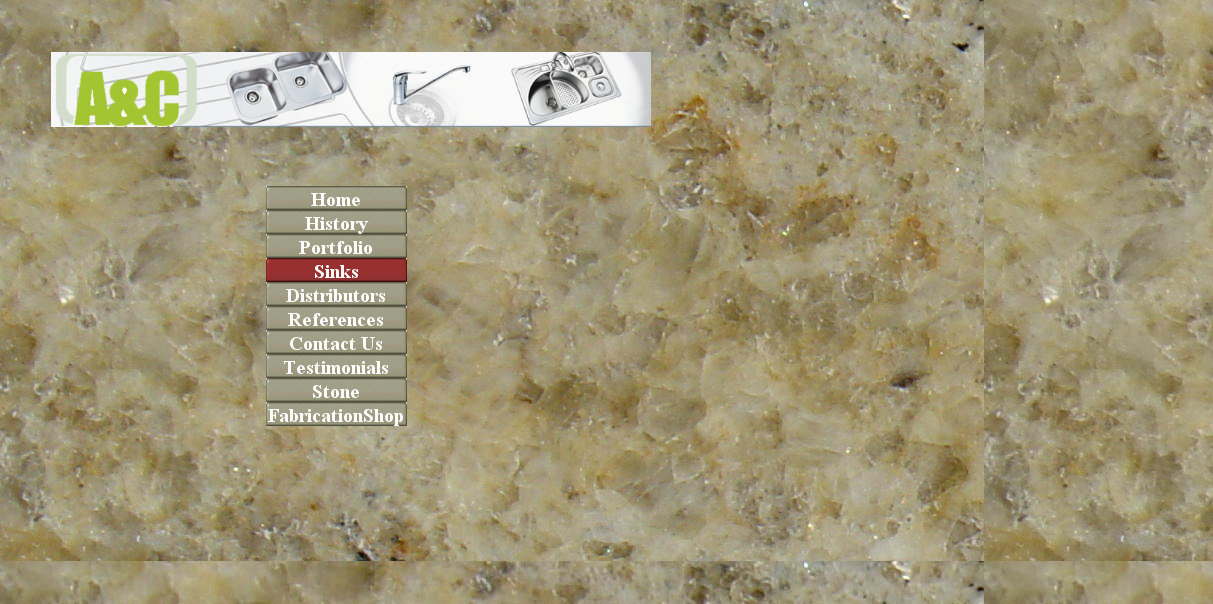 A&C
Home
History
Portfolio
Sinks
Distributors
References
Contact Us
Testimonials
Stone
FabricationShop